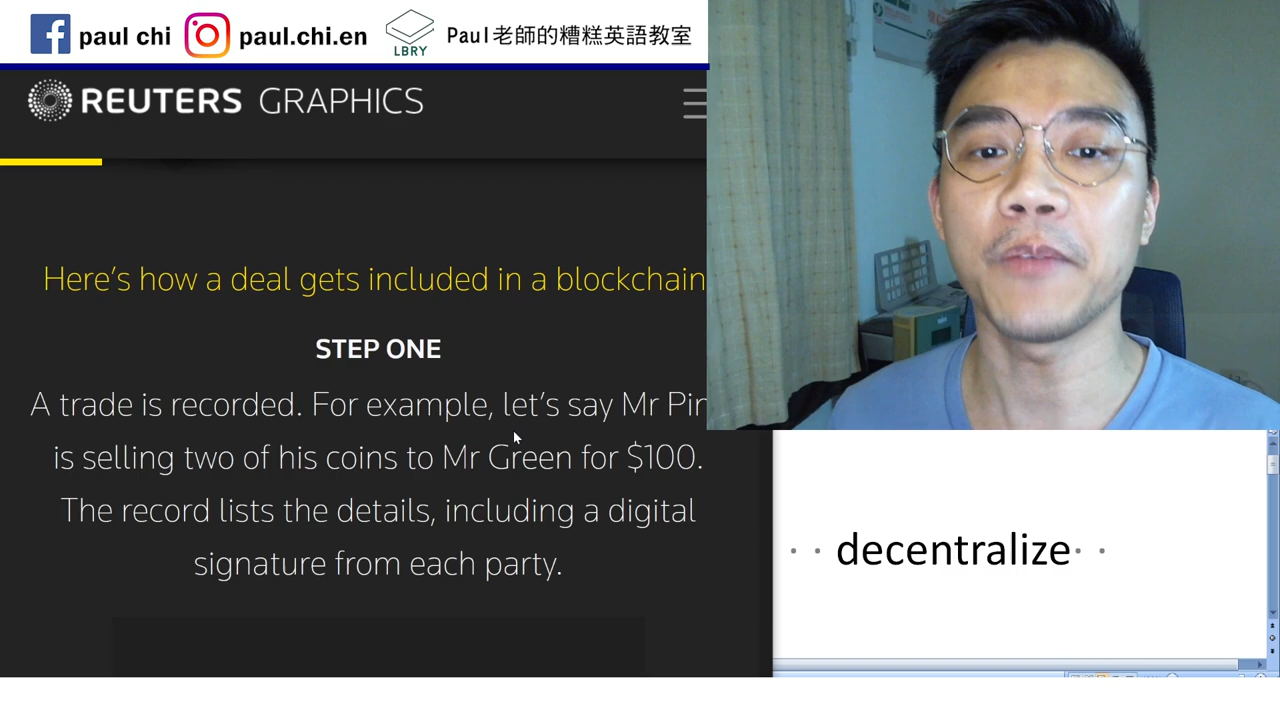 paul chi paul.chi.en LBRY Paul老師的糟糕英語教室
REUTERS GRAPHICS
Here's how a deal gets included in a blockchain
STEP ONE
A trade is recorded. For example, let's say Mr
is selling two of his coins to Mr Green for $100.
The record lists the details, including a digital
signature from each party.
decentralize